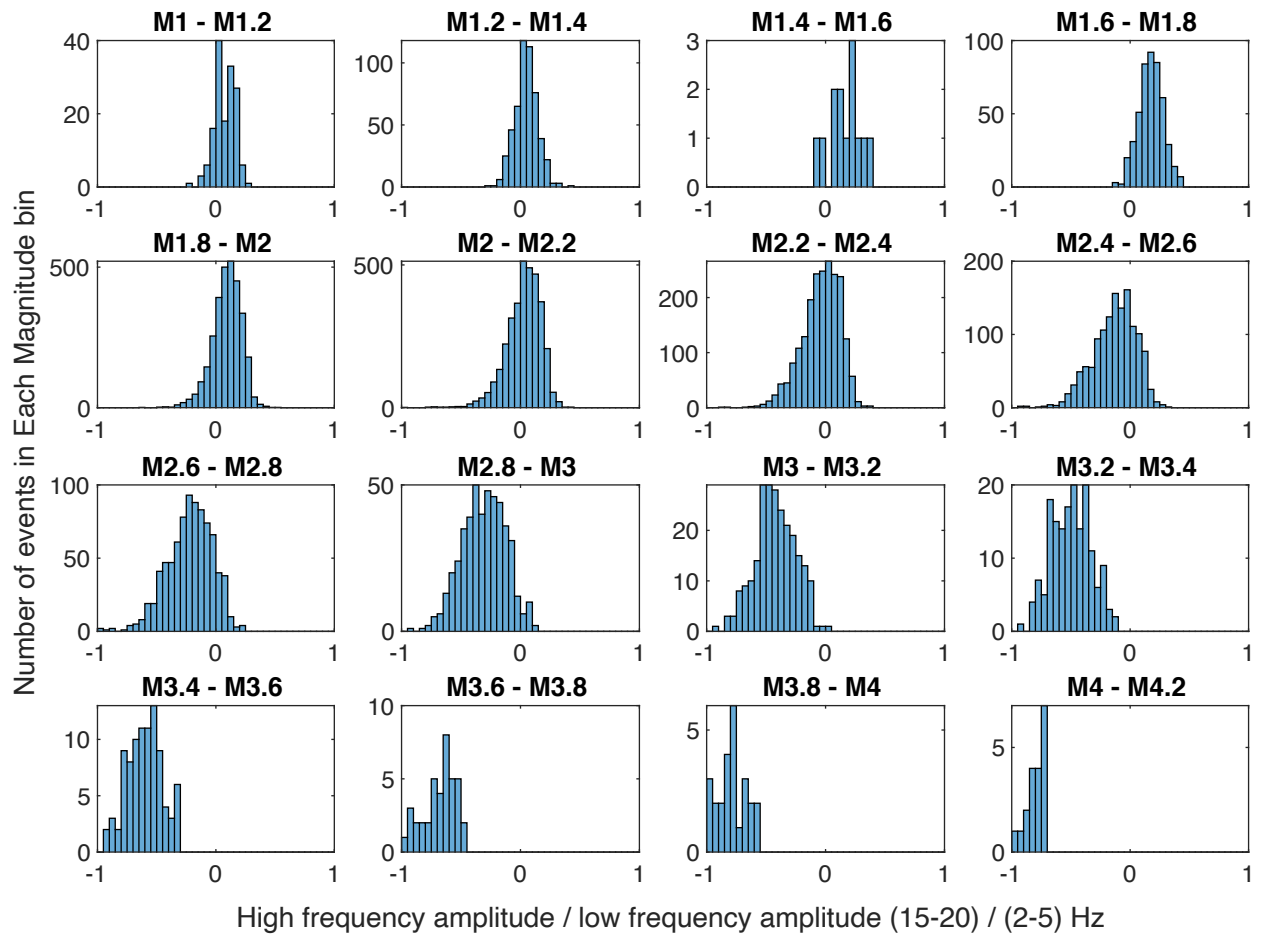 M1 - M1.2 M1.2 - M1.4 M1.4 - M1.6 M1.6 - M1.8
40 20 0 -1 0 1
100 50 0 -1 0 1
3 2 1 0 -1 0 1
100 50 0 -1 0 1
M1.8 - M2 M2 - M2.2 M2.2 - M2.4 M2.4 - M2.6
500 0 -1 0 1
500 0 -1 0 1
200 100 0 -1 0 1
200 100 0 -1 0 1
M2.6 - M2.8 M2.8 - M3 M3 - M3.2 M3.2 - M3.4
100 50 0 -1 0 1
50 0 -1 0 1
20 10 0 -1 0 1
20 10 0 -1 0 1
M3.4 - M3.6 M3.6 - M3.8 M3.8 - M4 M4 - M4.2
10 5 0 -1 0 1
10 5 0 -1 0 1
5 0 -1 0 1
5 0 -1 0 1
Number of events in Each Magnitude bin
High frequency amplitude / low frequency amplitude (15-20) / (2-5) Hz